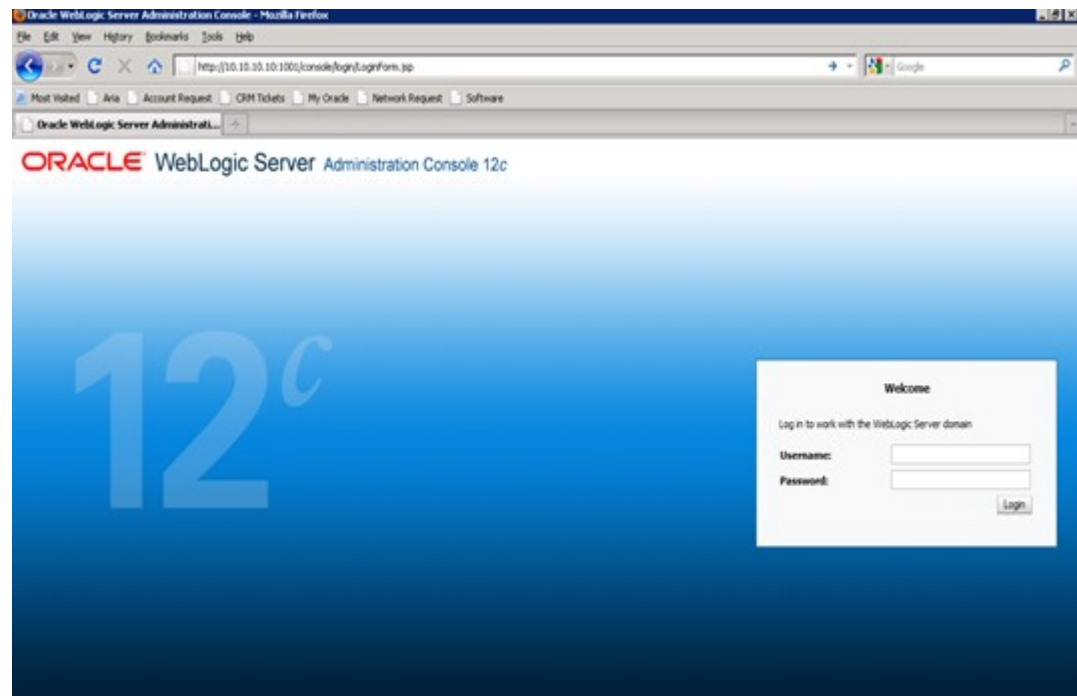 Oracle WebLogic Server Administration Console - Mozilla Firefox
File Edit View History Bookmarks Tools Help
http://10.10.10.10:1001/console/login/LoginForm.jsp
Google
Most Visited Aria Account Request CRM Tickets My Oracle Network Request Software
Oracle WebLogic Server Administrati...
ORACLE WebLogic Server Administration Console 12c
12c
Welcome
Log in to work with the WebLogic Server domain
Username:
Password:
Login